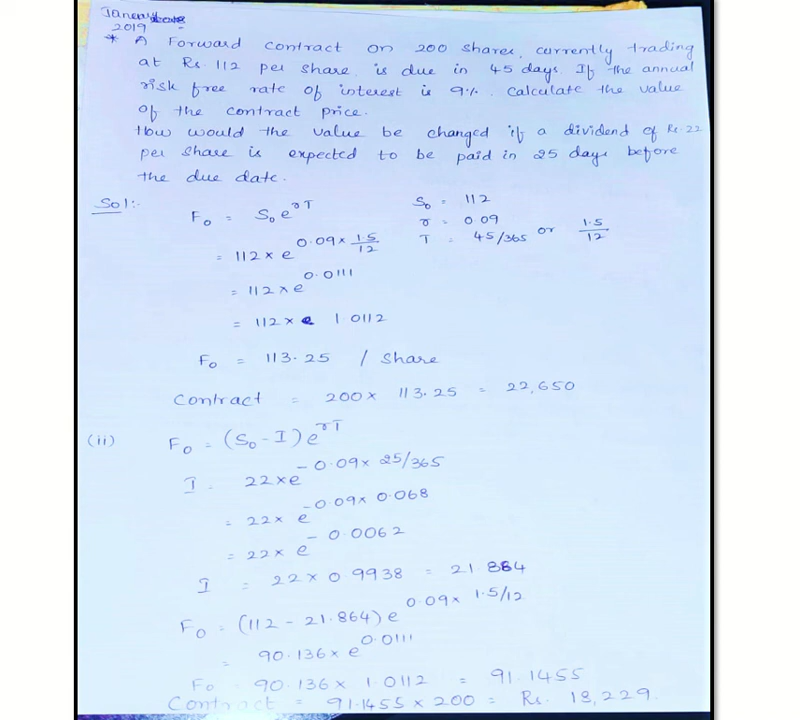 January 2018
2019
* A Forward contract on 200 shares, currently trading
at Rs. 112 per share, is due in 45 days. If the annual
risk free rate of interest is 9%. Calculate the value
of the contract price.
How would the value be changed if a dividend of Rs. 22
per share is expected to be paid in 25 days before
the due date.
Sol:-
F₀ = S₀e^rT
S₀ = 112
r = 0.09
T = 45/365 or 1.5/12
= 112 × e^0.09 × 1.5/12
= 112 × e^0.0111
= 112 × 1.0112
F₀ = 113.25 / Share
Contract = 200 × 113.25 = 22,650
(ii) F₀ = (S₀ - I) e^rT
I = 22 × e^-0.09 × 25/365
= 22 × e^-0.09 × 0.068
= 22 × e^-0.0062
I = 22 × 0.9938 = 21.864
F₀ = (112 - 21.864) e^0.09 × 1.5/12
= 90.136 × e^0.0111
F₀ = 90.136 × 1.0112 = 91.1455
Contract = 91.1455 × 200 = Rs. 18,229.